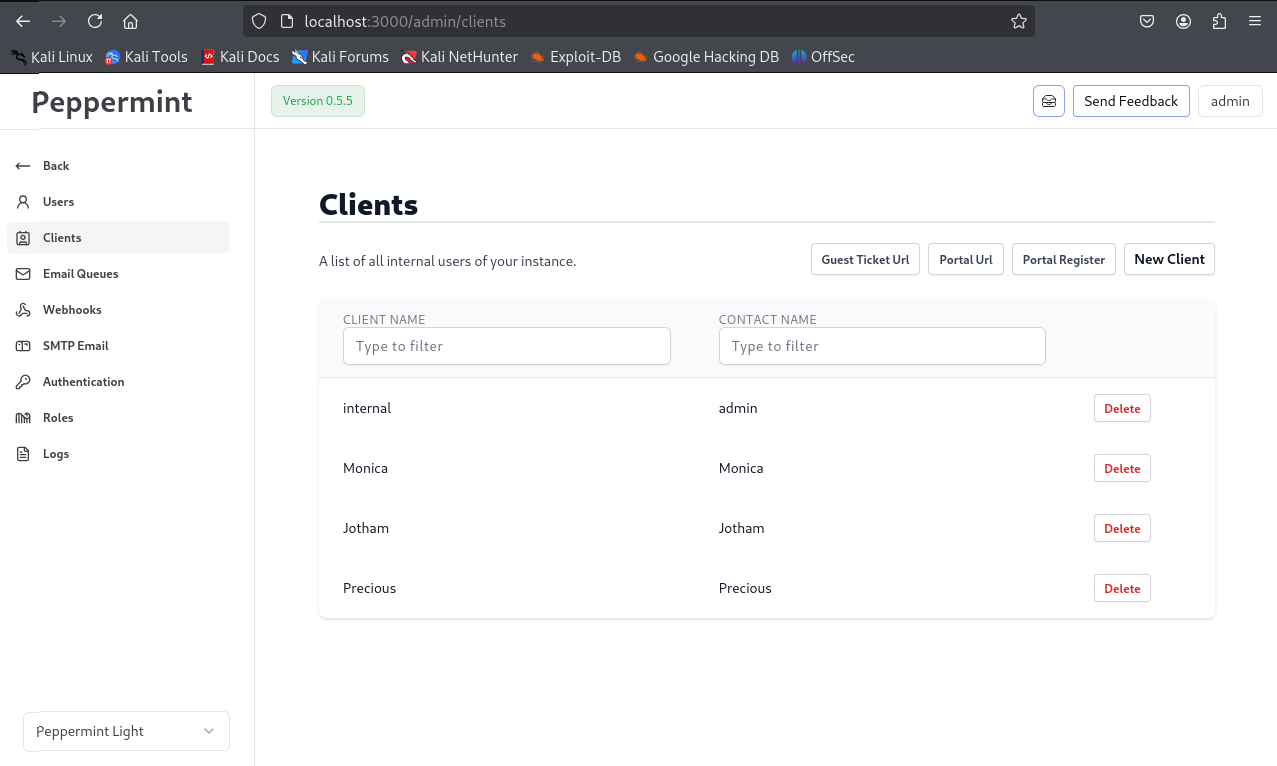 localhost:3000/admin/clients
Kali Linux Kali Tools Kali Docs Kali Forums Kali NetHunter Exploit-DB Google Hacking DB OffSec
Peppermint
Version 0.5.5
Send Feedback
admin
Back
Users
Clients
Email Queues
Webhooks
SMTP Email
Authentication
Roles
Logs
Peppermint Light
Clients
A list of all internal users of your instance.
Guest Ticket Url Portal Url Portal Register New Client
CLIENT NAME CONTACT NAME
Type to filter Type to filter
internal admin Delete
Monica Monica Delete
Jotham Jotham Delete
Precious Precious Delete